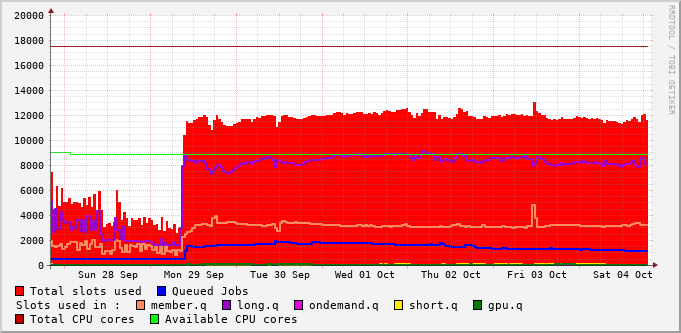 20000
18000
16000
14000
12000
10000
8000
6000
4000
2000
0
Sun 28 Sep Mon 29 Sep Tue 30 Sep Wed 01 Oct Thu 02 Oct Fri 03 Oct Sat 04 Oct
RRDTOOL / TOBI OETIKER
Total slots used Queued Jobs
Slots used in : member.q long.q ondemand.q short.q gpu.q
Total CPU cores Available CPU cores